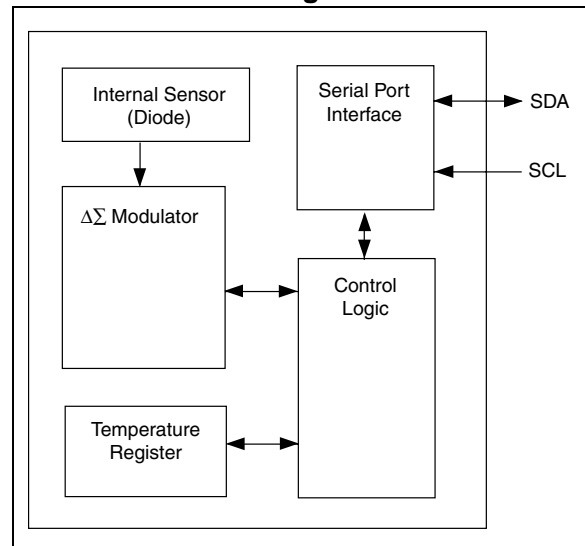 Internal Sensor
(Diode)
Serial Port
Interface
SDA
SCL
ΔΣ Modulator
Control
Logic
Temperature
Register